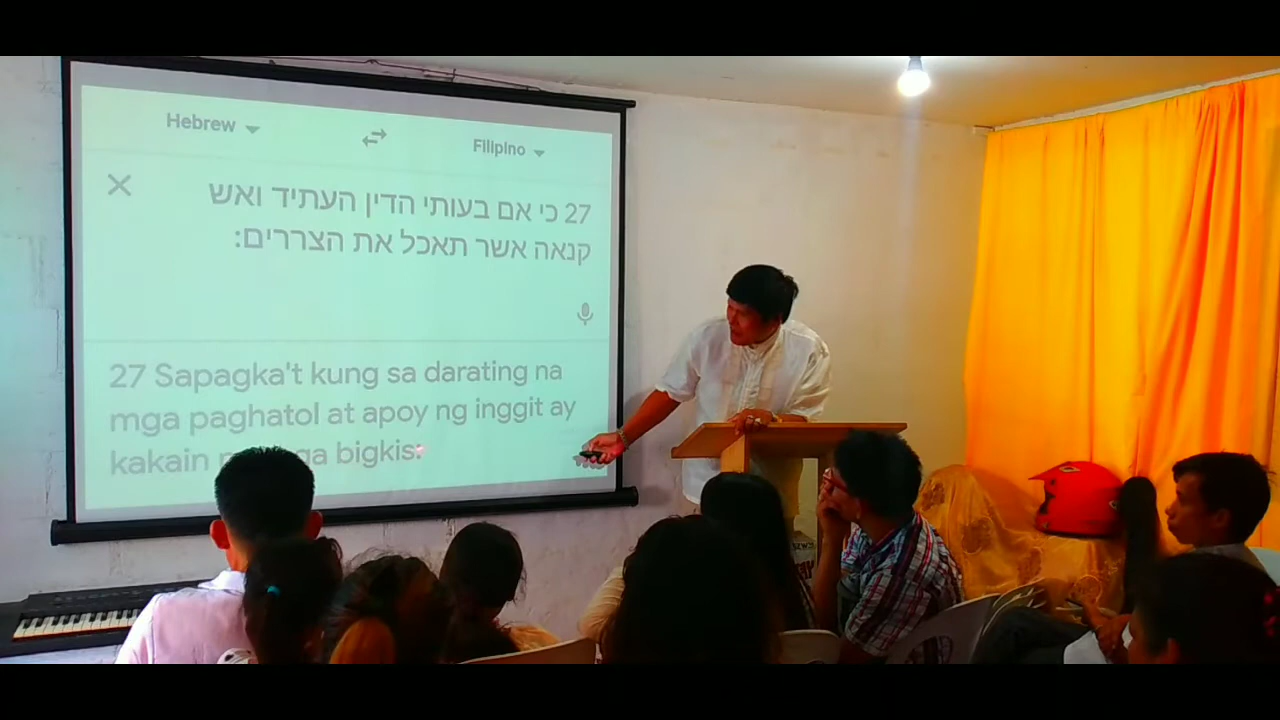 Hebrew
Filipino
27 כי אם בעותי הדין העתיד ואש
קנאה אשר תאכל את הצררים:
27 Sapagka't kung sa darating na
mga paghatol at apoy ng inggit ay
kakain bigkis: